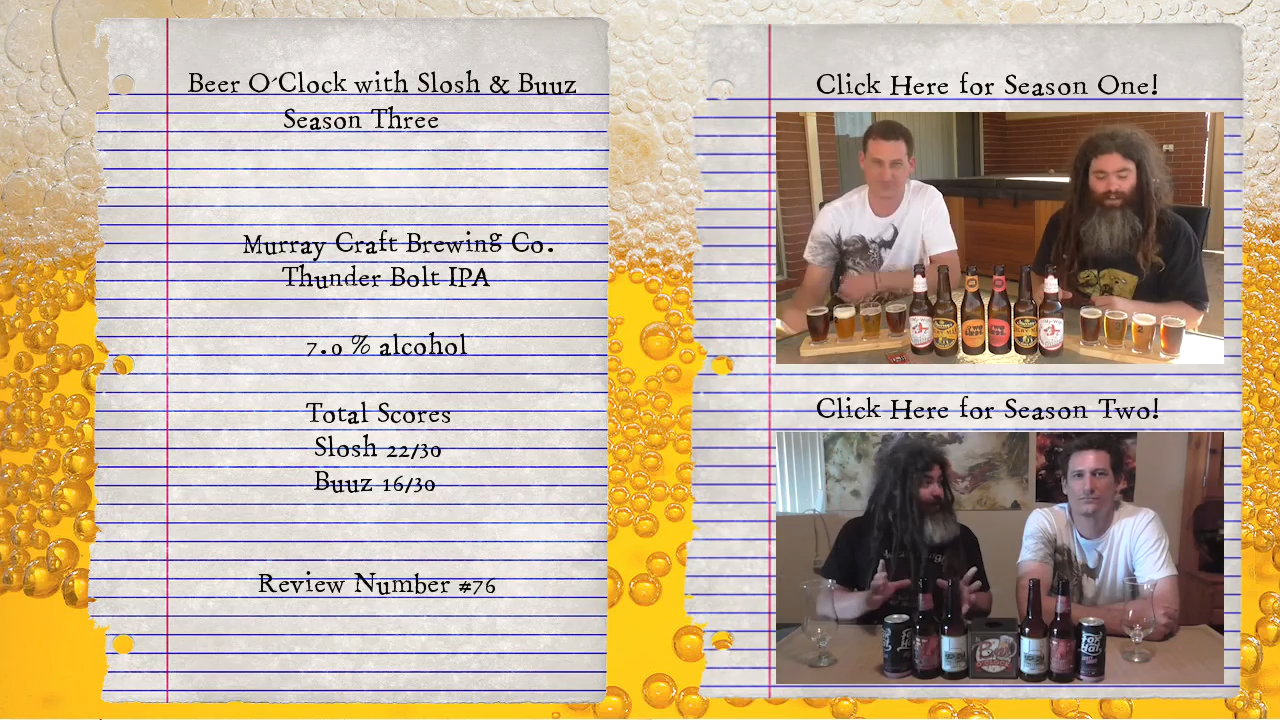 Beer O'Clock with Slosh & Buuz
Season Three
Murray Craft Brewing Co.
Thunder Bolt IPA
7.0 % alcohol
Total Scores
Slosh 22/30
Buuz 16/30
Review Number #76
Click Here for Season One!
Click Here for Season Two!